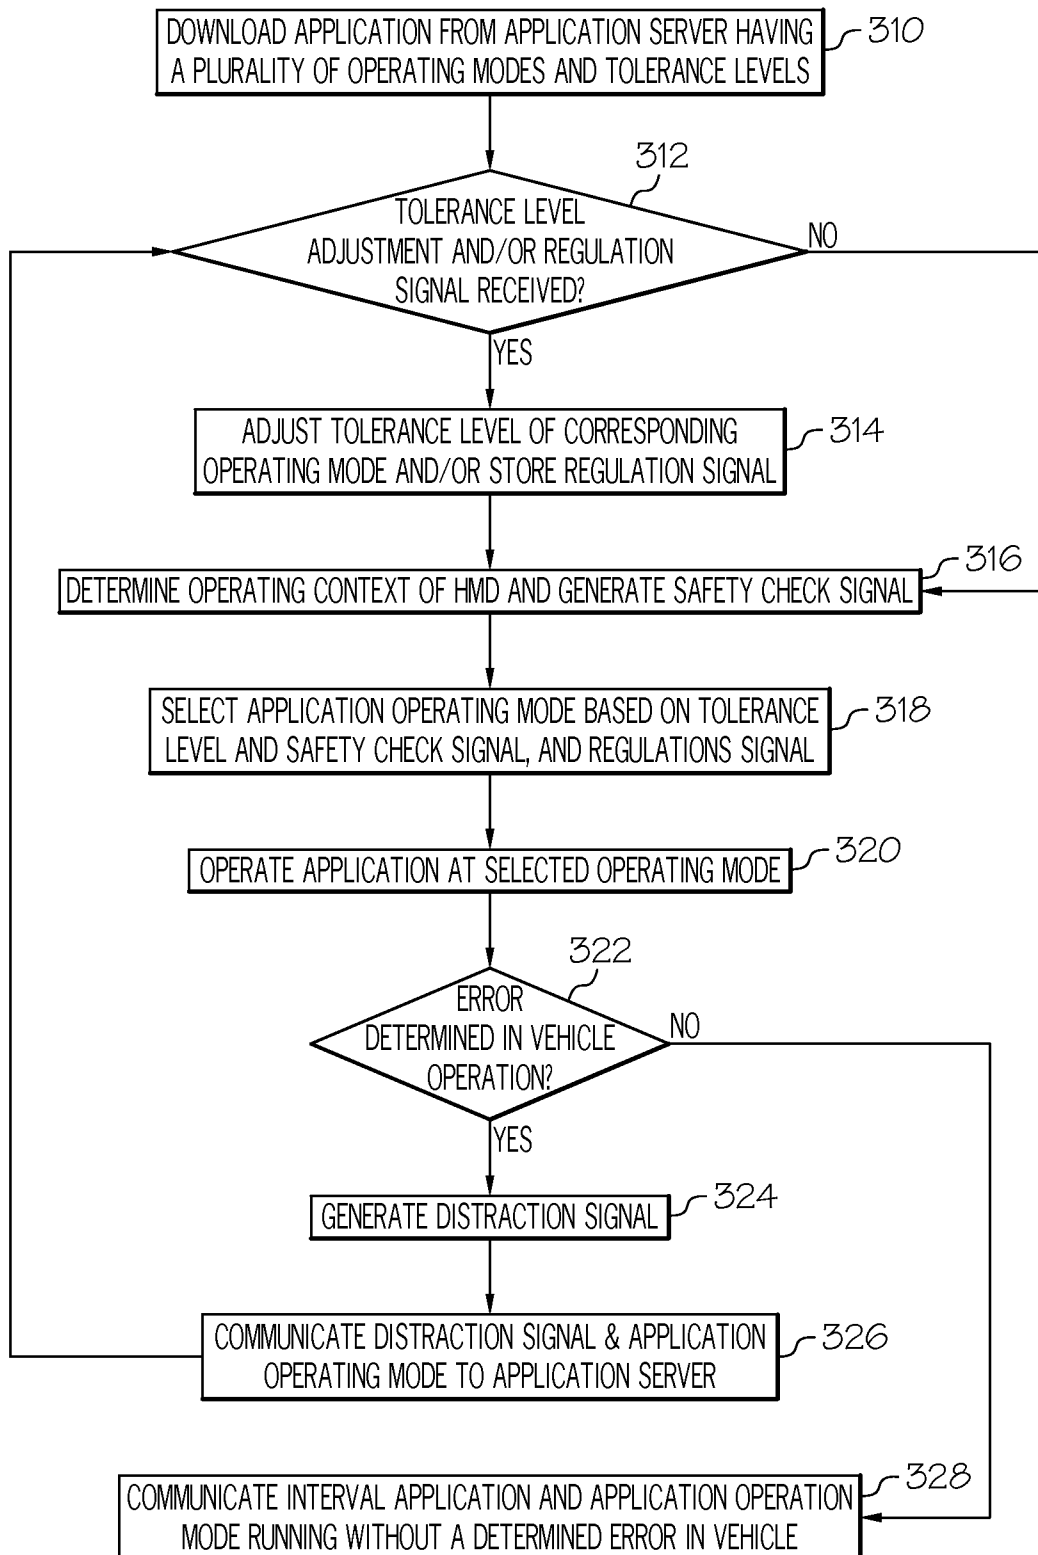 DOWNLOAD APPLICATION FROM APPLICATION SERVER HAVING
A PLURALITY OF OPERATING MODES AND TOLERANCE LEVELS
310
312
TOLERANCE LEVEL
ADJUSTMENT AND/OR REGULATION
SIGNAL RECEIVED?
NO
YES
ADJUST TOLERANCE LEVEL OF CORRESPONDING
OPERATING MODE AND/OR STORE REGULATION SIGNAL
314
DETERMINE OPERATING CONTEXT OF HMD AND GENERATE SAFETY CHECK SIGNAL
316
SELECT APPLICATION OPERATING MODE BASED ON TOLERANCE
LEVEL AND SAFETY CHECK SIGNAL, AND REGULATIONS SIGNAL
318
OPERATE APPLICATION AT SELECTED OPERATING MODE
320
322
ERROR
DETERMINED IN VEHICLE
OPERATION?
NO
YES
GENERATE DISTRACTION SIGNAL
324
COMMUNICATE DISTRACTION SIGNAL & APPLICATION
OPERATING MODE TO APPLICATION SERVER
326
COMMUNICATE INTERVAL APPLICATION AND APPLICATION OPERATION
MODE RUNNING WITHOUT A DETERMINED ERROR IN VEHICLE
328